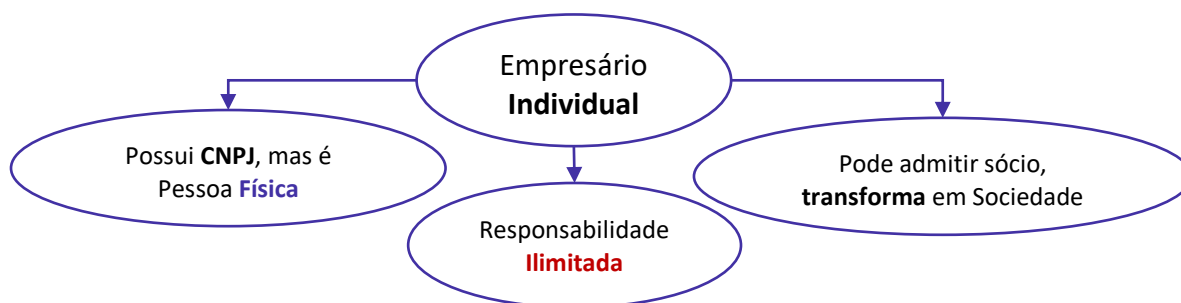 Empresário
Individual
Possui CNPJ, mas é
Pessoa Física
Responsabilidade
Ilimitada
Pode admitir sócio,
transforma em Sociedade